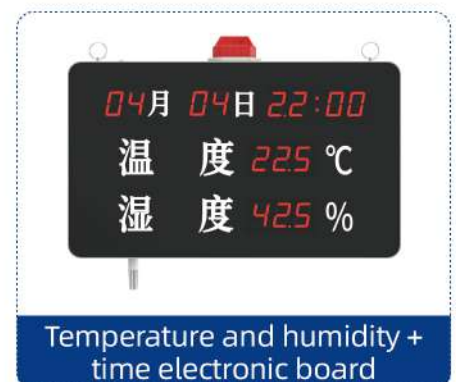 04月 04日 22:00
温 度 22.5 ℃
湿 度 42.5 %
Temperature and humidity +
time electronic board